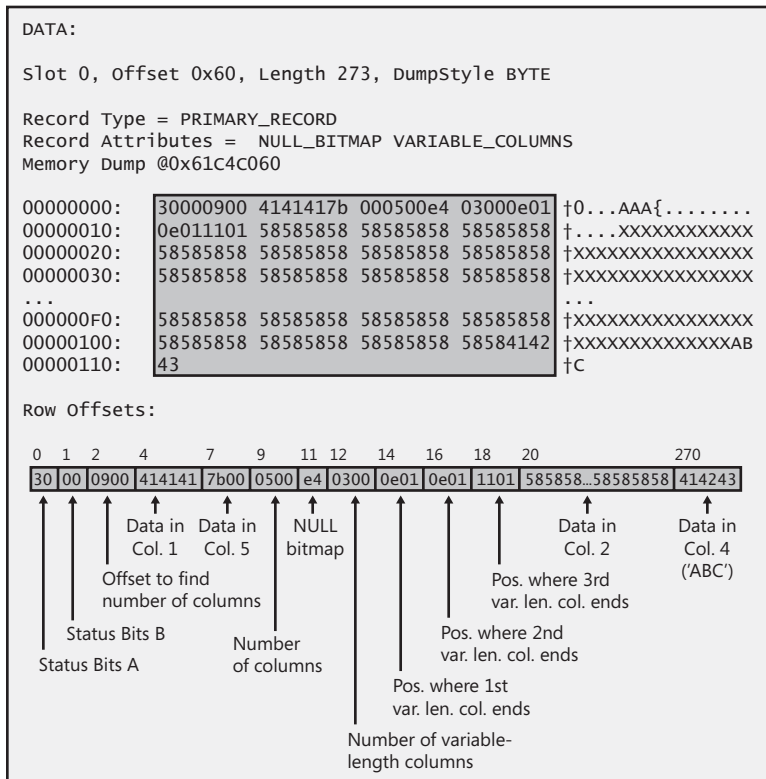 DATA:
Slot 0, Offset 0x60, Length 273, DumpStyle BYTE
Record Type = PRIMARY_RECORD
Record Attributes =  NULL_BITMAP VARIABLE_COLUMNS
Memory Dump @0x61C4C060
00000000: 30000900 4141417b 000500e4 03000e01 †0...AAA{........
00000010: 0e011101 58585858 58585858 58585858 †....XXXXXXXXXXXX
00000020: 58585858 58585858 58585858 58585858 †XXXXXXXXXXXXXXXX
00000030: 58585858 58585858 58585858 58585858 †XXXXXXXXXXXXXXXX
... ...
000000F0: 58585858 58585858 58585858 58585858 †XXXXXXXXXXXXXXXX
00000100: 58585858 58585858 58585858 58584142 †XXXXXXXXXXXXXXAB
00000110: 43 †C
Row Offsets:
0 1 2 4 7 9 11 12 14 16 18 20 270
30 00 0900 414141 7b00 0500 e4 0300 0e01 0e01 1101 585858…58585858 414243
Data in Col. 1
Data in Col. 5
NULL bitmap
Data in Col. 2
Data in Col. 4 ('ABC')
Offset to find number of columns
Pos. where 3rd var. len. col. ends
Status Bits B
Number of columns
Pos. where 2nd var. len. col. ends
Status Bits A
Pos. where 1st var. len. col. ends
Number of variable-length columns